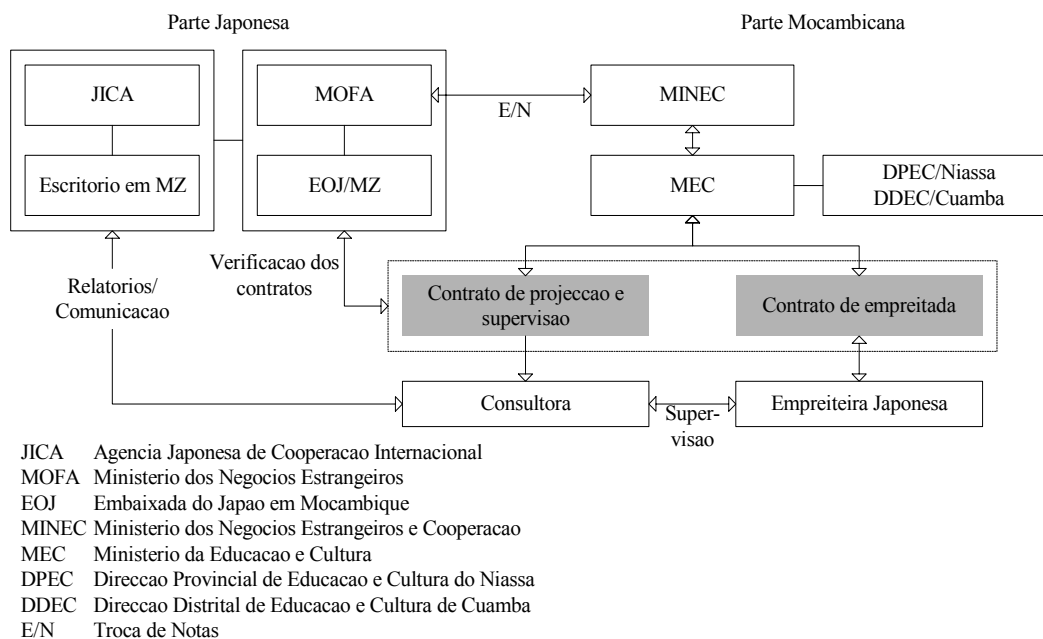 Parte Japonesa
Parte Mocambicana
JICA
MOFA
MINEC
E/N
Escritorio em MZ
EOJ/MZ
MEC
DPEC/Niassa
DDEC/Cuamba
Relatorios/
Comunicacao
Verificacao dos
contratos
Contrato de projeccao e
supervisao
Contrato de empreitada
Consultora
Super-
visao
Empreiteira Japonesa
JICA Agencia Japonesa de Cooperacao Internacional
MOFA Ministerio dos Negocios Estrangeiros
EOJ Embaixada do Japao em Mocambique
MINEC Ministerio dos Negocios Estrangeiros e Cooperacao
MEC Ministerio da Educacao e Cultura
DPEC Direccao Provincial de Educacao e Cultura do Niassa
DDEC Direccao Distrital de Educacao e Cultura de Cuamba
E/N Troca de Notas